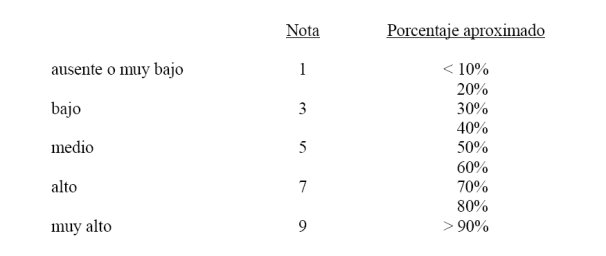 Nota Porcentaje aproximado
ausente o muy bajo 1 < 10%
20%
bajo 3 30%
40%
medio 5 50%
60%
alto 7 70%
80%
muy alto 9 > 90%